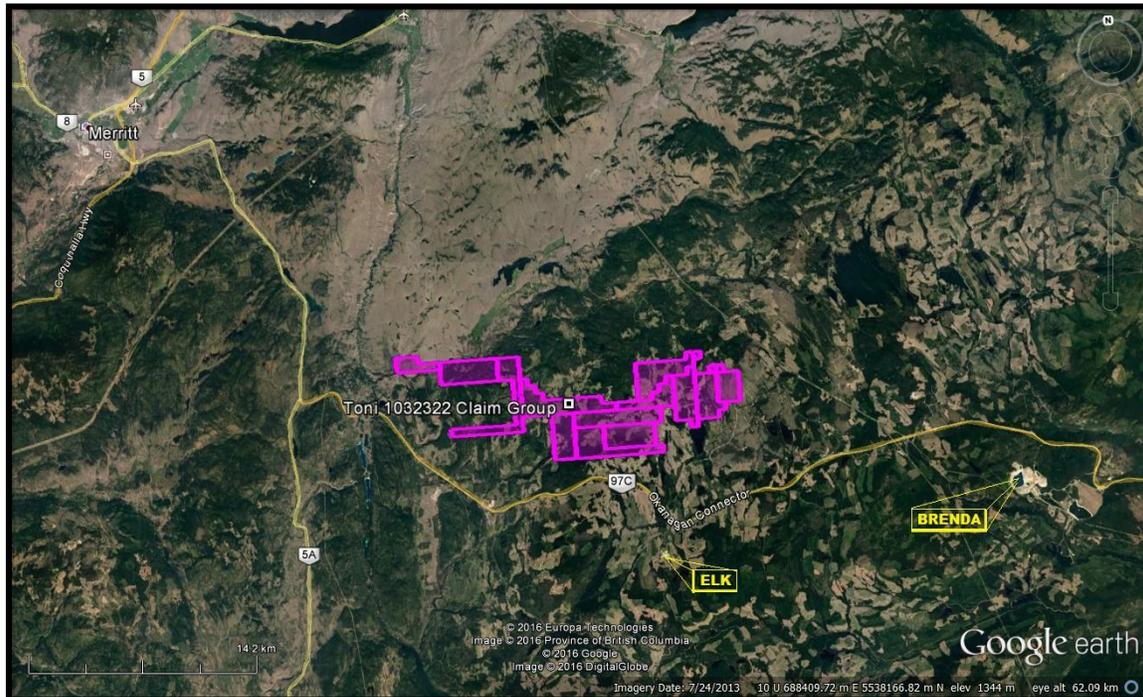 N
5
8
Merritt
Coquihalla Hwy
Toni 1032322 Claim Group
97C
Okanagan Connector
BRENDA
5A
ELK
14.2 km
© 2016 Europa Technologies
Image © 2016 Province of British Columbia
© 2016 Google
Image © 2016 DigitalGlobe
Google earth
Imagery Date: 7/24/2013 10 U 688409.72 m E 5538166.82 m N elev 1344 m eye alt 62.09 km